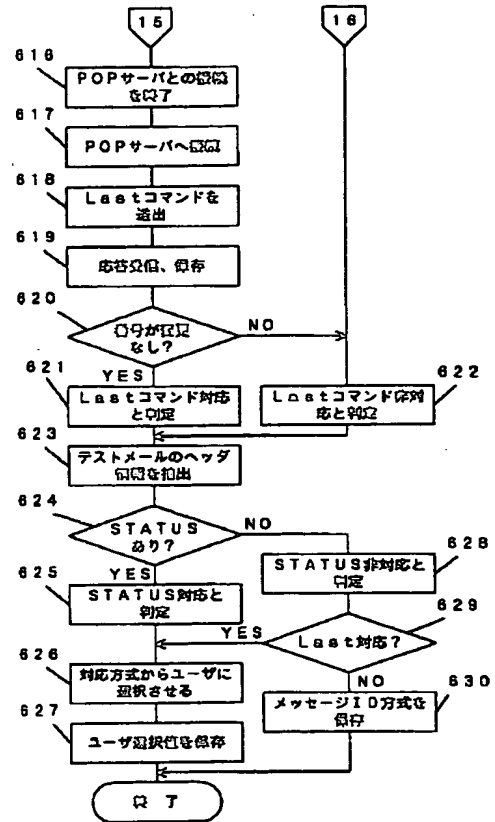 15
16
616
POPサーバとの接続
を終了
617
POPサーバへ接続
618
Lastコマンドを
送出
619
応答受信、保存
620
なし?
NO
YES
621
Lastコマンド対応
と判定
622
Lastコマンド非対
応と判定
623
テストメールのヘッダ
情報を抽出
624
STATUS
あり?
NO
YES
625
STATUS対応と
判定
628
STATUS非対応と
判定
629
Last対応?
YES
NO
626
対応方式からユーザに
選択させる
630
メッセージID方式を
保存
627
ユーザ選択値を保存
終了